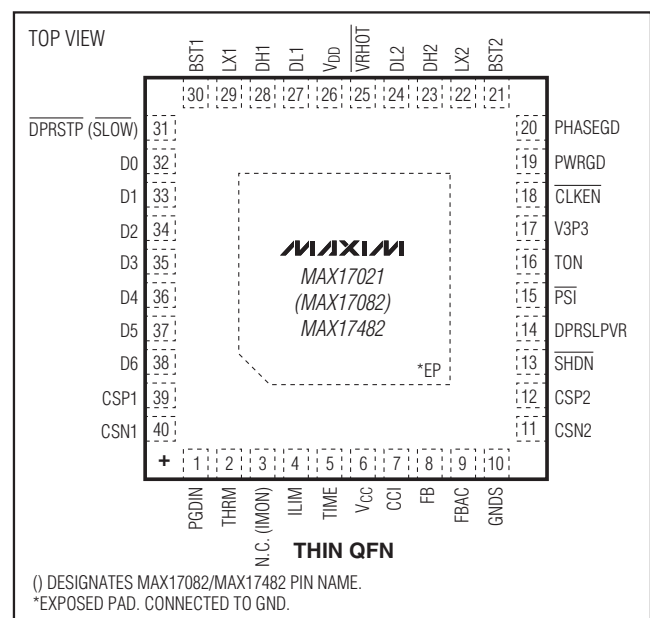 TOP VIEW
BST1 LX1 DH1 DL1 VDD VRHOT DL2 DH2 LX2 BST2
30 29 28 27 26 25 24 23 22 21
DPRSTP (SLOW) 31
D0 32
D1 33
D2 34
D3 35
D4 36
D5 37
D6 38
CSP1 39
CSN1 40
20 PHASEGD
19 PWRGD
18 CLKEN
17 V3P3
16 TON
15 PSI
14 DPRSLPVR
13 SHDN
12 CSP2
11 CSN2
MAXIM
MAX17021
(MAX17082)
MAX17482
*EP
+ 1 2 3 4 5 6 7 8 9 10
PGDIN THRM N.C. (IMON) ILIM TIME VCC CCI FB FBAC GNDS
THIN QFN
() DESIGNATES MAX17082/MAX17482 PIN NAME.
*EXPOSED PAD. CONNECTED TO GND.